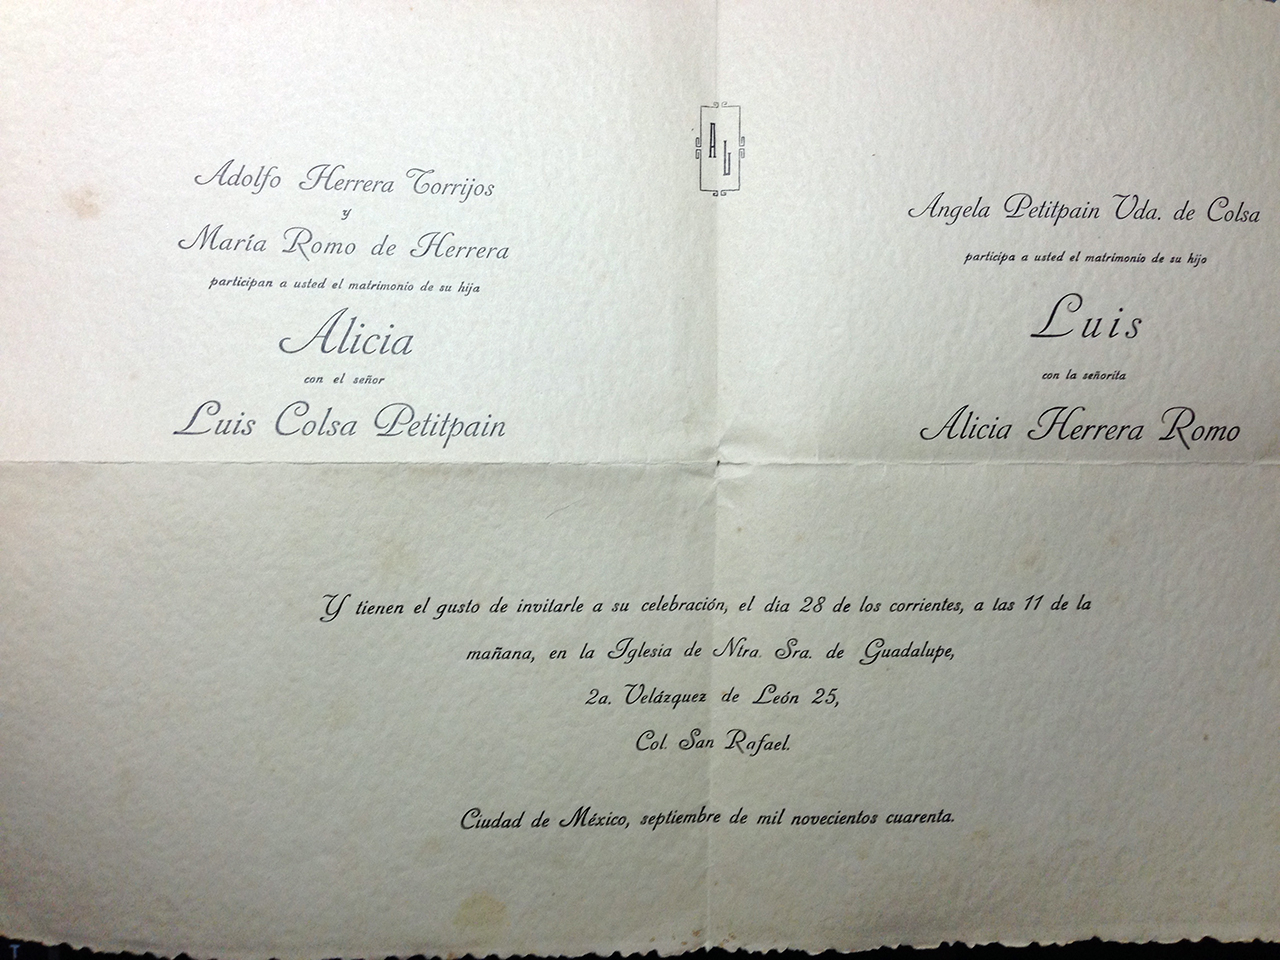 A L
Adolfo Herrera Torrijos
y
María Romo de Herrera
participan a usted el matrimonio de su hija
Alicia
con el señor
Luis Colsa Petitpain
Angela Petitpain Vda. de Colsa
participa a usted el matrimonio de su hijo
Luis
con la señorita
Alicia Herrera Romo
Y tienen el gusto de invitarle a su celebración, el dia 28 de los corrientes, a las 11 de la
mañana, en la Iglesia de Ntra. Sra. de Guadalupe,
2a. Velázquez de León 25,
Col. San Rafael.
Ciudad de México, septiembre de mil novecientos cuarenta.